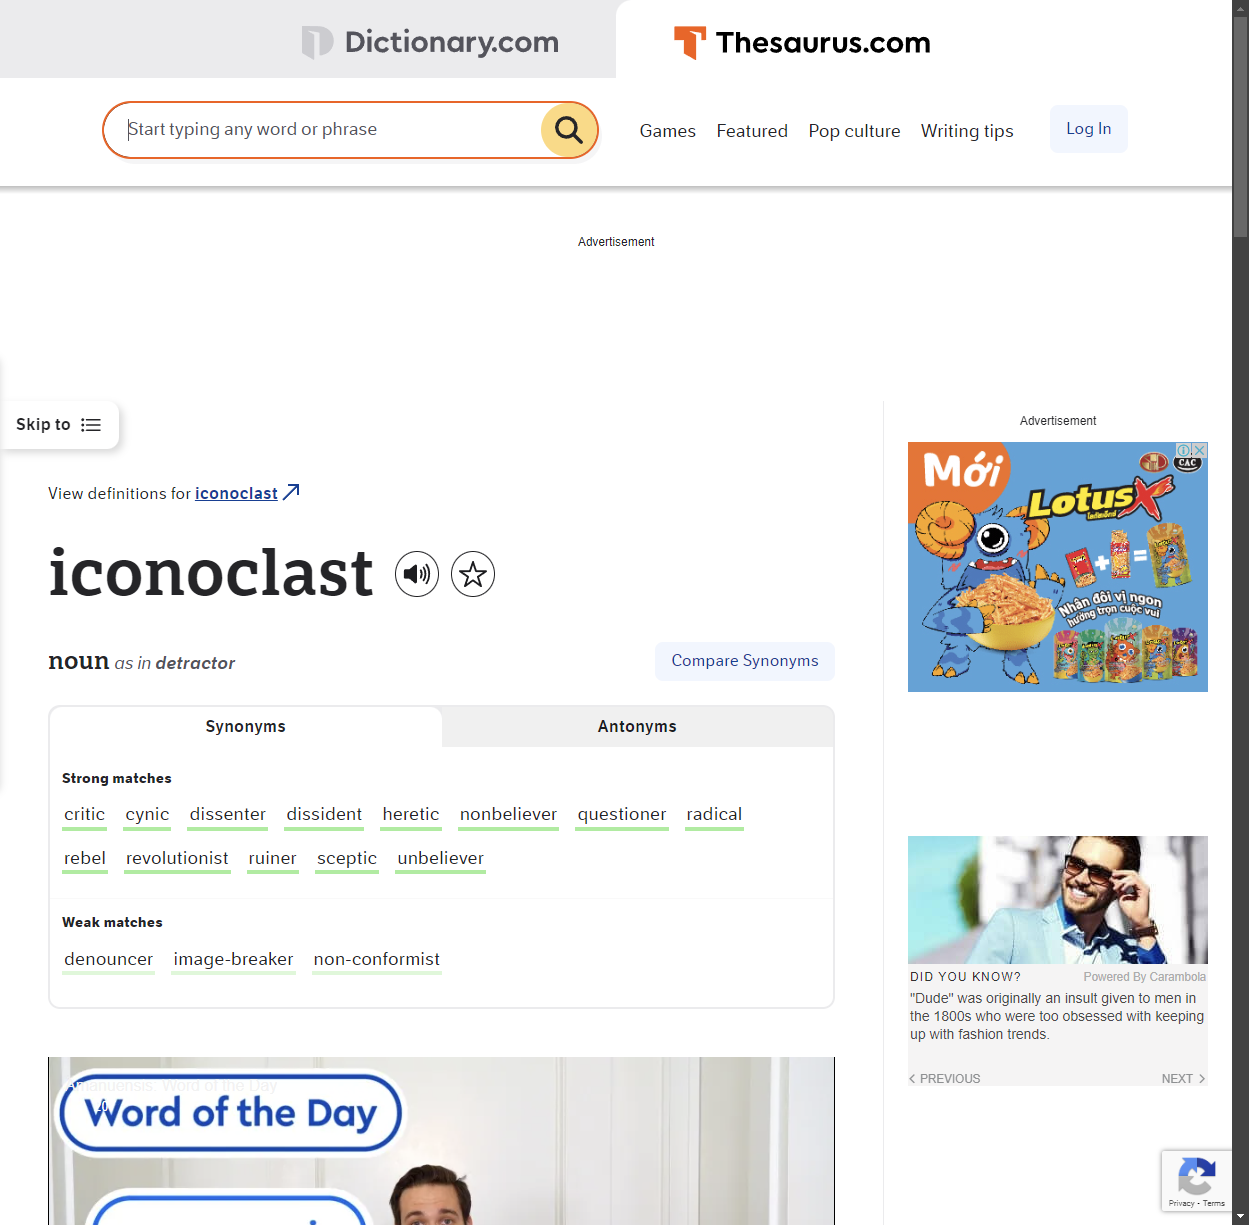 Dictionary.com
Thesaurus.com
Start typing any word or phrase
Games Featured Pop culture Writing tips Log In
Advertisement
Skip to
Advertisement
Mới
CAC
LotusX
Nhân đôi vị ngon
hưởng trọn cuộc vui
View definitions for iconoclast
iconoclast
noun as in detractor
Compare Synonyms
Synonyms Antonyms
Strong matches
critic cynic dissenter dissident heretic nonbeliever questioner radical
rebel revolutionist ruiner sceptic unbeliever
Weak matches
denouncer image-breaker non-conformist
DID YOU KNOW? Powered By Carambola
"Dude" was originally an insult given to men in
the 1800s who were too obsessed with keeping
up with fashion trends.
PREVIOUS NEXT
Amanuensis: Word of the Day
Word of the Day
Privacy - Terms